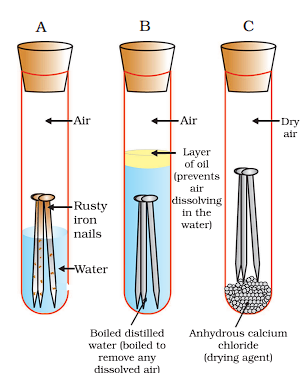 A B C
Air
Air
Dry
air
Layer
of oil
(prevents
air
dissolving
in the
water)
Rusty
iron
nails
Water
Boiled distilled
water (boiled to
remove any
dissolved air)
Anhydrous calcium
chloride
(drying agent)